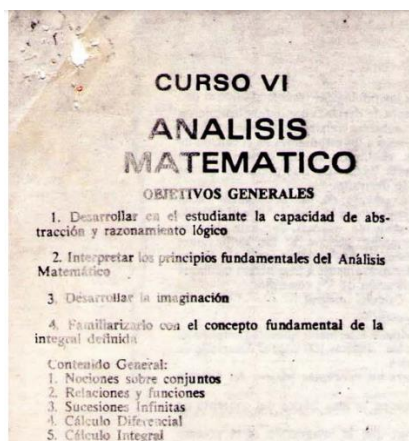 CURSO VI
ANALISIS
MATEMATICO
OBJETIVOS GENERALES
1. Desarrollar en el estudiante la capacidad de abs-
tracción y razonamiento lógico
2. Interpretar los principios fundamentales del Análisis
Matemático
3. Desarrollar la imaginación
4. Familiarizarlo con el concepto fundamental de la
integral definida
Contenido General:
1. Nociones sobre conjuntos
2. Relaciones y funciones
3. Sucesiones Infinitas
4. Cálculo Diferencial
5. Cálculo Integral